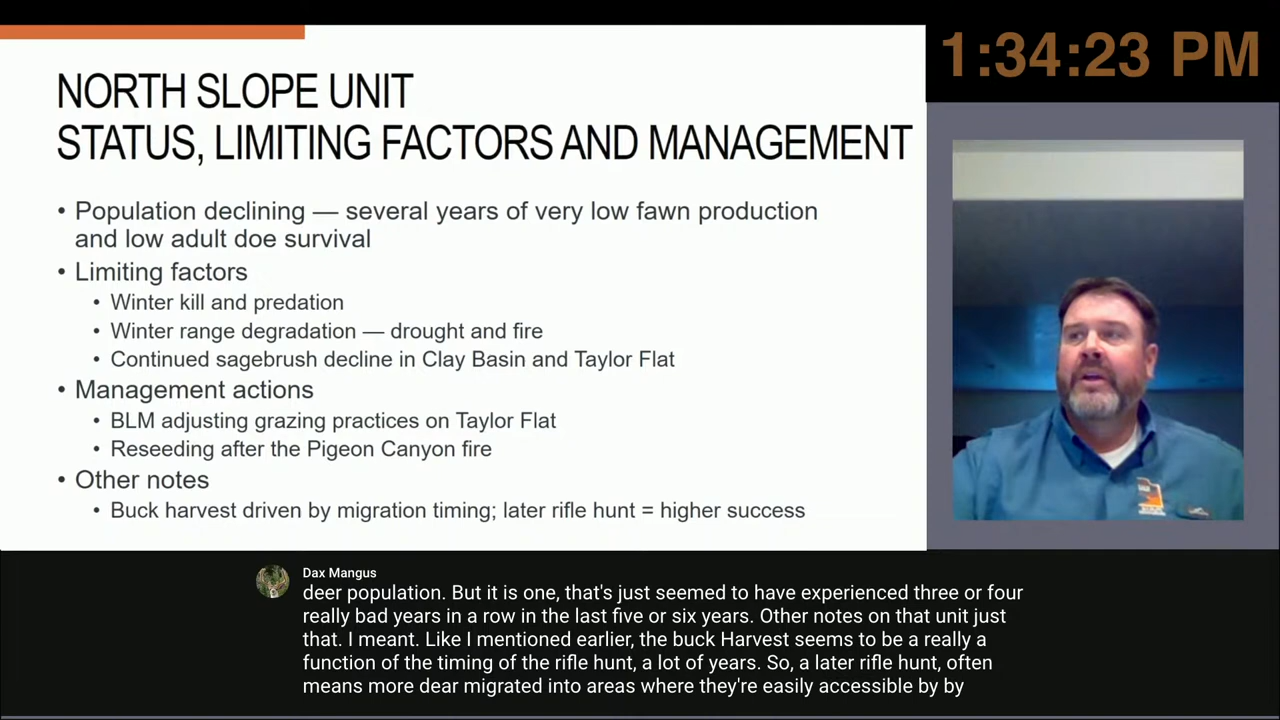 1:34:23 PM
NORTH SLOPE UNIT
STATUS, LIMITING FACTORS AND MANAGEMENT
• Population declining — several years of very low fawn production
and low adult doe survival
• Limiting factors
• Winter kill and predation
• Winter range degradation — drought and fire
• Continued sagebrush decline in Clay Basin and Taylor Flat
• Management actions
• BLM adjusting grazing practices on Taylor Flat
• Reseeding after the Pigeon Canyon fire
• Other notes
• Buck harvest driven by migration timing; later rifle hunt = higher success
Dax Mangus
deer population. But it is one, that's just seemed to have experienced three or four
really bad years in a row in the last five or six years. Other notes on that unit just
that. I meant. Like I mentioned earlier, the buck Harvest seems to be a really a
function of the timing of the rifle hunt, a lot of years. So, a later rifle hunt, often
means more dear migrated into areas where they're easily accessible by by